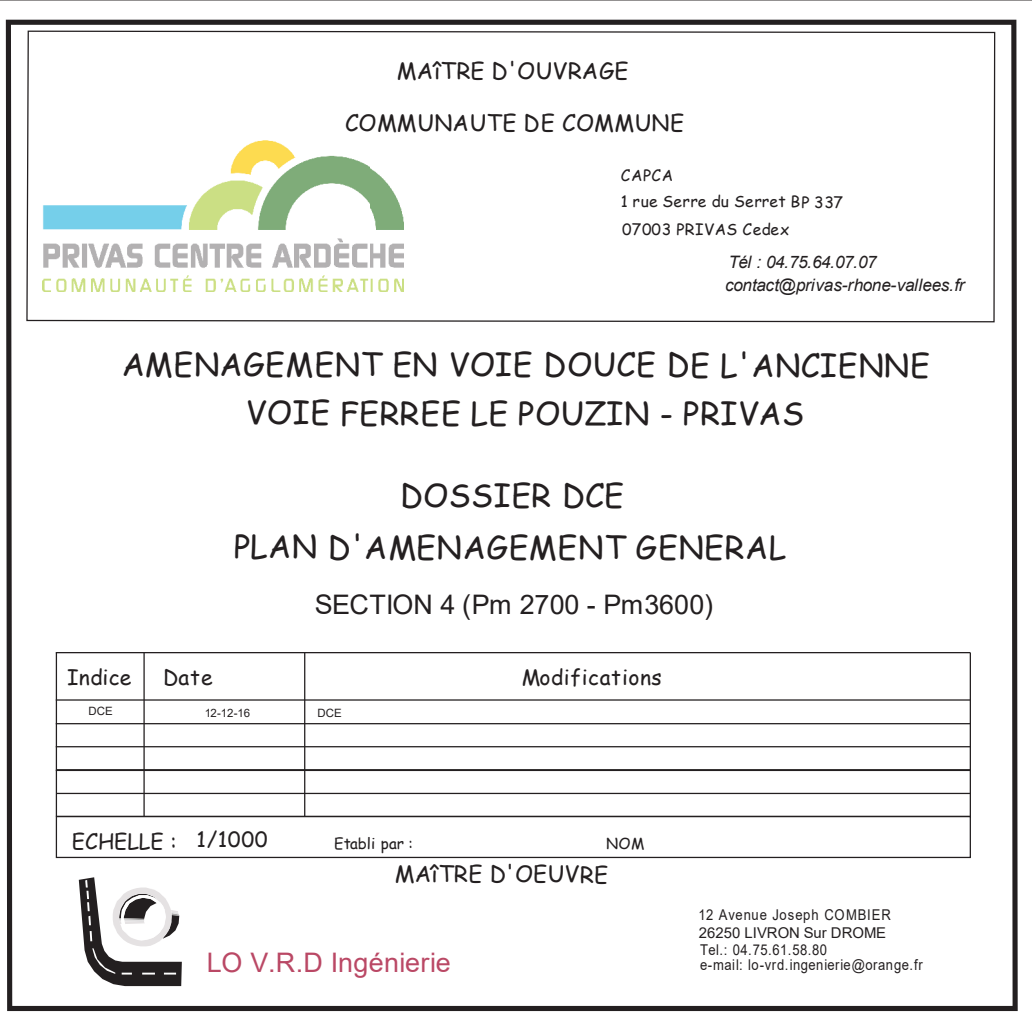 MAîTRE D'OUVRAGE
COMMUNAUTE DE COMMUNE
PRIVAS CENTRE ARDÈCHE
COMMUNAUTÉ D'AGGLOMÉRATION
CAPCA
1 rue Serre du Serret BP 337
07003 PRIVAS Cedex
Tél : 04.75.64.07.07
contact@privas-rhone-vallees.fr
AMENAGEMENT EN VOIE DOUCE DE L'ANCIENNE
VOIE FERREE LE POUZIN - PRIVAS
DOSSIER DCE
PLAN D'AMENAGEMENT GENERAL
SECTION 4 (Pm 2700 - Pm3600)
Indice Date Modifications
DCE 12-12-16 DCE
ECHELLE : 1/1000 Etabli par : NOM
MAîTRE D'OEUVRE
LO V.R.D Ingénierie
12 Avenue Joseph COMBIER
26250 LIVRON Sur DROME
Tel.: 04.75.61.58.80
e-mail: lo-vrd.ingenierie@orange.fr